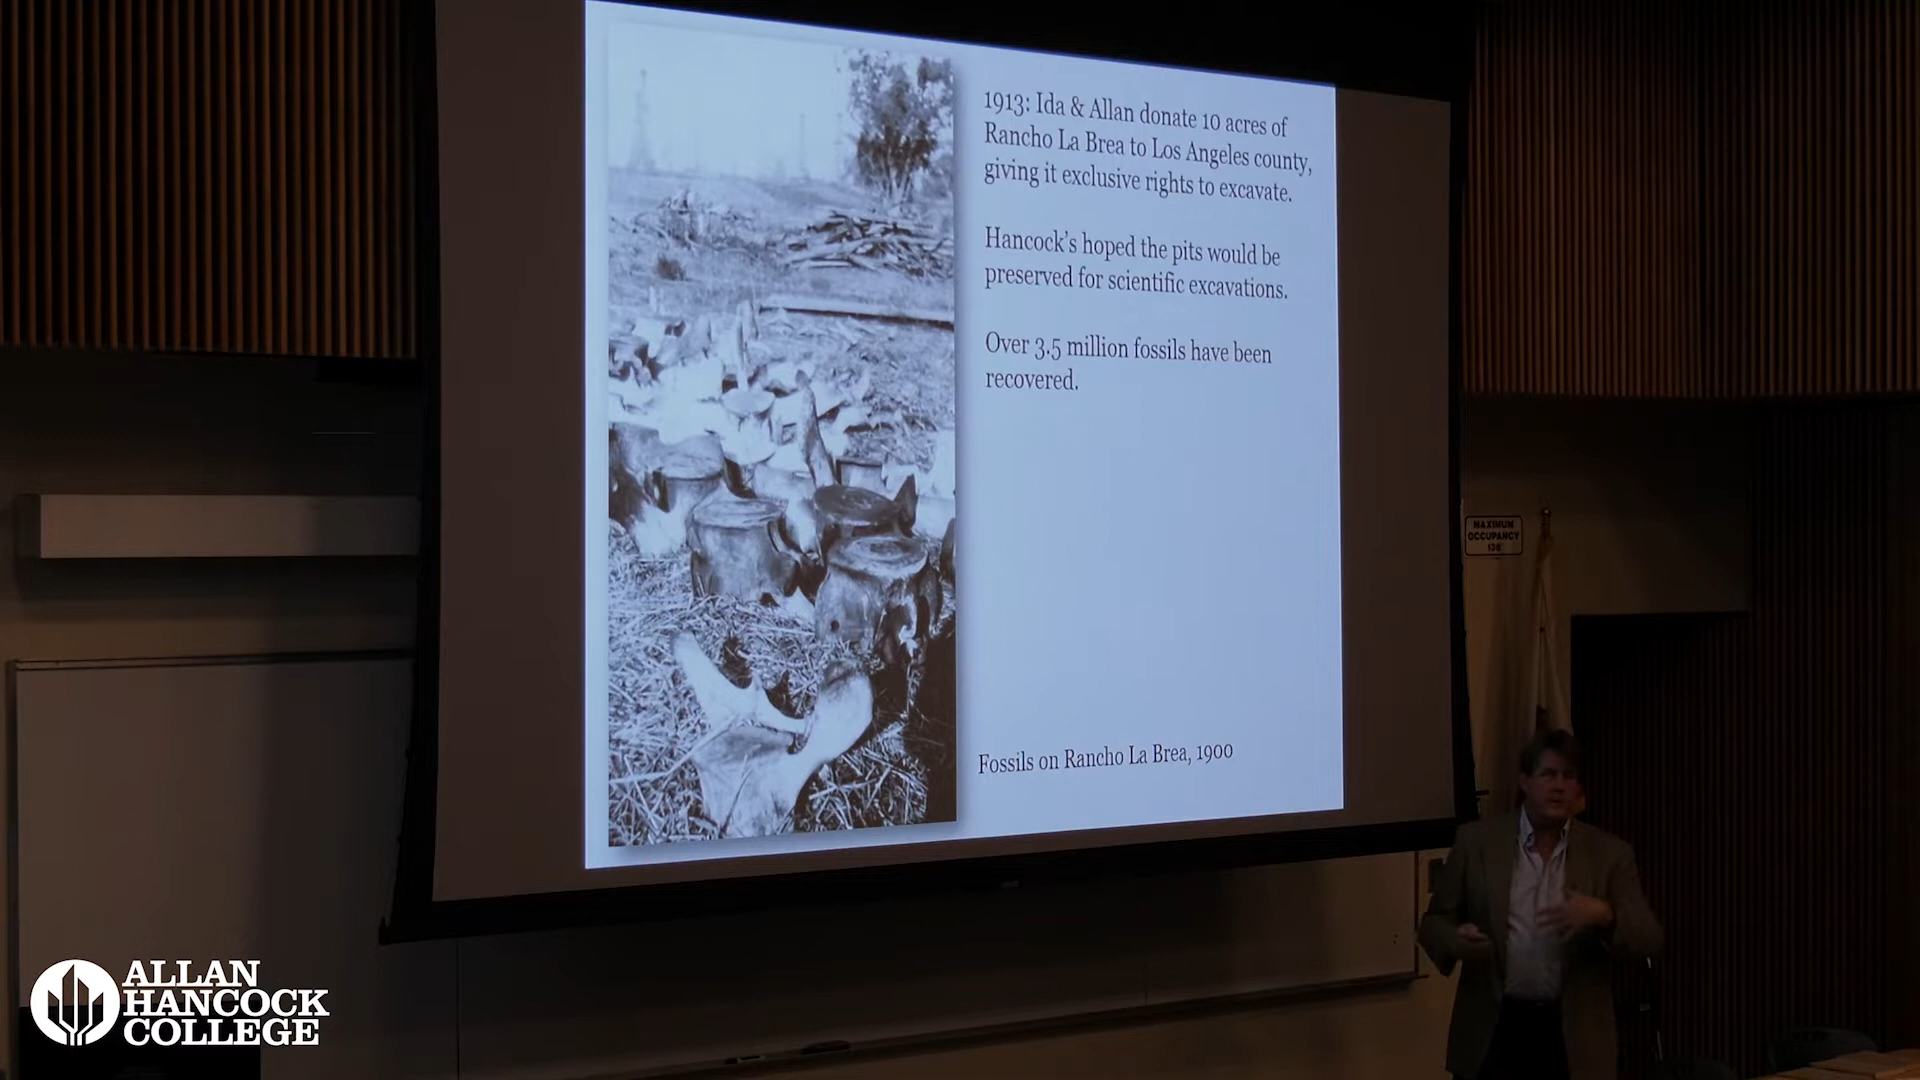 1913: Ida & Allan donate 10 acres of
Rancho La Brea to Los Angeles county,
giving it exclusive rights to excavate.
Hancock's hoped the pits would be
preserved for scientific excavations.
Over 3.5 million fossils have been
recovered.
Fossils on Rancho La Brea, 1900
MAXIMUM
OCCUPANCY
138
ALLAN
HANCOCK
COLLEGE